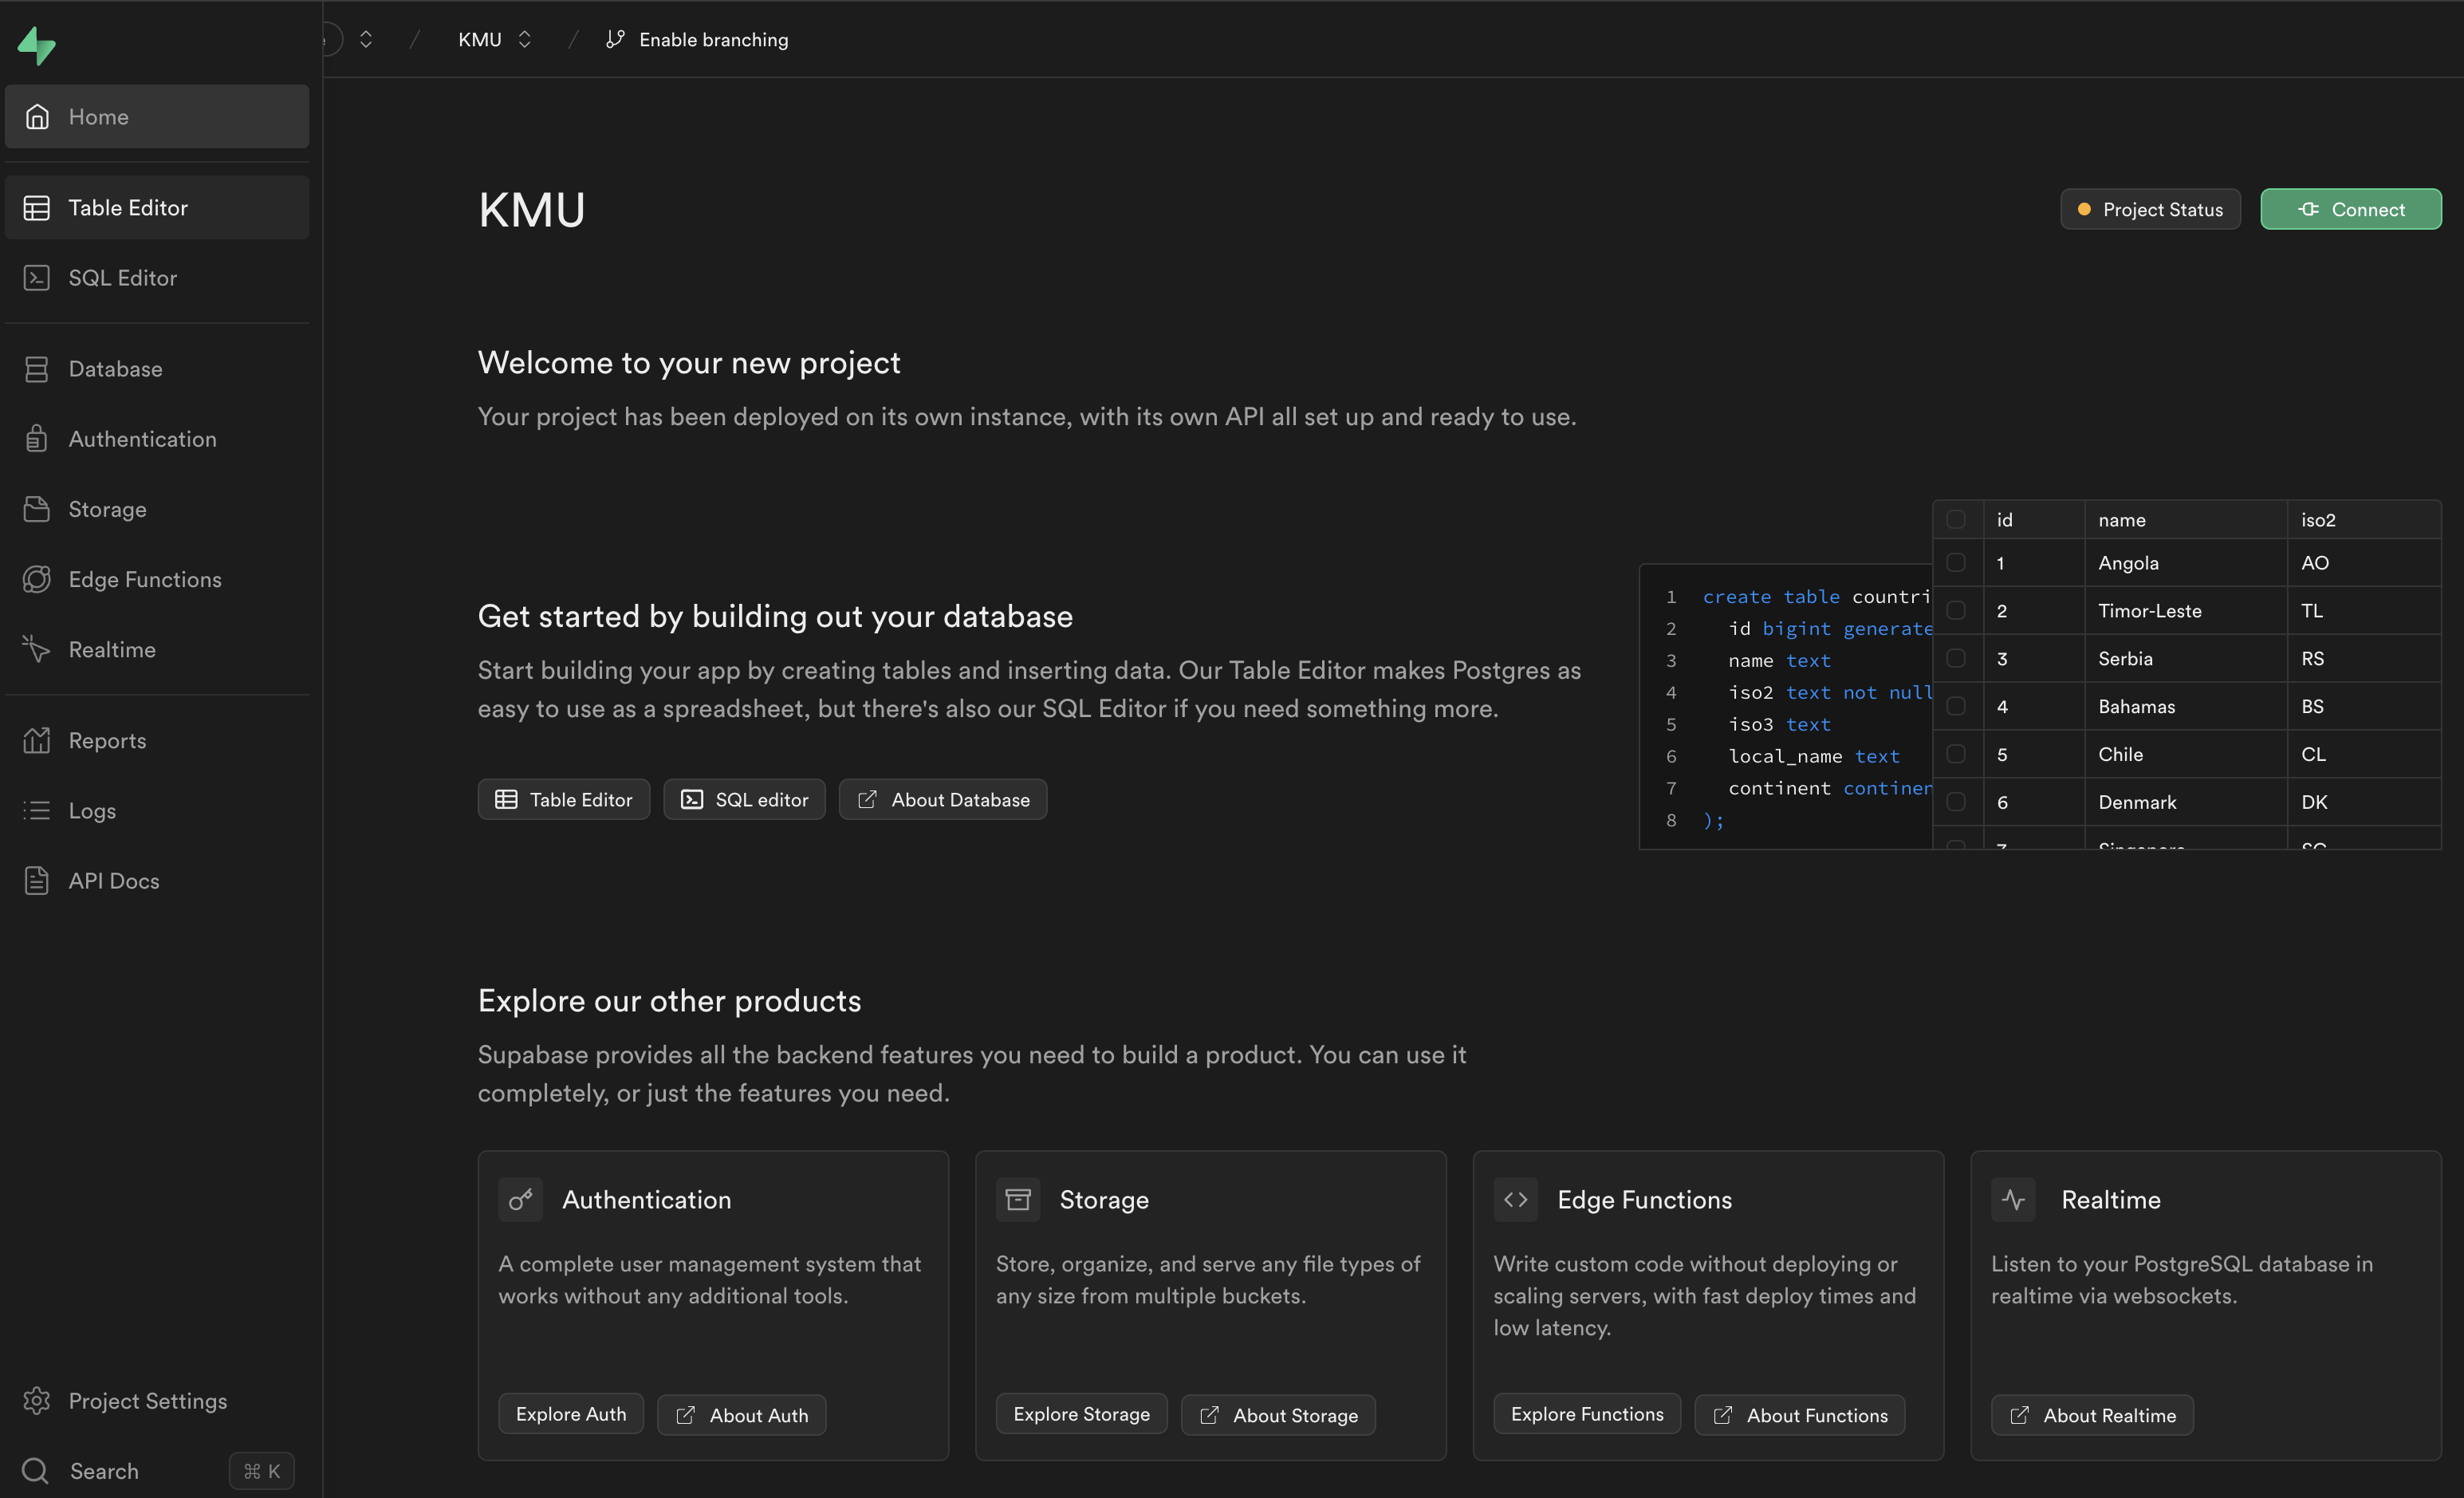 KMU
Enable branching
Home
Table Editor
SQL Editor
Database
Authentication
Storage
Edge Functions
Realtime
Reports
Logs
API Docs
Project Settings
Search
⌘ K
KMU
Project Status
Connect
Welcome to your new project
Your project has been deployed on its own instance, with its own API all set up and ready to use.
Get started by building out your database
Start building your app by creating tables and inserting data. Our Table Editor makes Postgres as
easy to use as a spreadsheet, but there's also our SQL Editor if you need something more.
Table Editor
SQL editor
About Database
1 create table countri
2 id bigint generate
3 name text
4 iso2 text not null
5 iso3 text
6 local_name text
7 continent continen
8 );
id name iso2
1 Angola AO
2 Timor-Leste TL
3 Serbia RS
4 Bahamas BS
5 Chile CL
6 Denmark DK
7 Singapore SG
Explore our other products
Supabase provides all the backend features you need to build a product. You can use it
completely, or just the features you need.
Authentication
A complete user management system that
works without any additional tools.
Explore Auth
About Auth
Storage
Store, organize, and serve any file types of
any size from multiple buckets.
Explore Storage
About Storage
Edge Functions
Write custom code without deploying or
scaling servers, with fast deploy times and
low latency.
Explore Functions
About Functions
Realtime
Listen to your PostgreSQL database in
realtime via websockets.
About Realtime